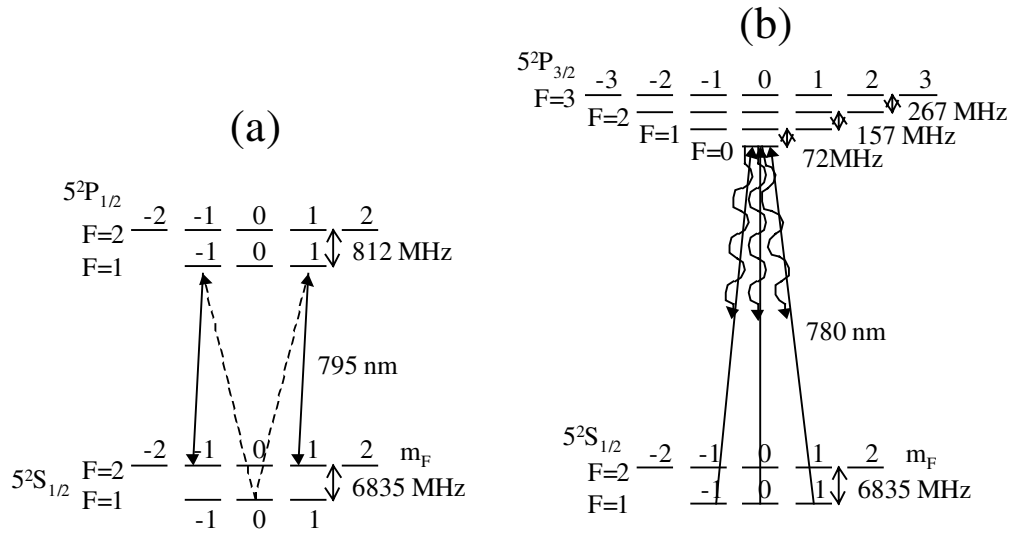 (a)
5²P₁/₂
-2 -1 0 1 2
F=2
-1 0 1
F=1
812 MHz
795 nm
-2 -1 0 1 2 m_F
F=2
5²S₁/₂
F=1
6835 MHz
-1 0 1
(b)
5²P₃/₂
-3 -2 -1 0 1 2 3
F=3
267 MHz
F=2
157 MHz
F=1
72MHz
F=0
780 nm
5²S₁/₂
-2 -1 0 1 2 m_F
F=2
-1 0 1
F=1
6835 MHz